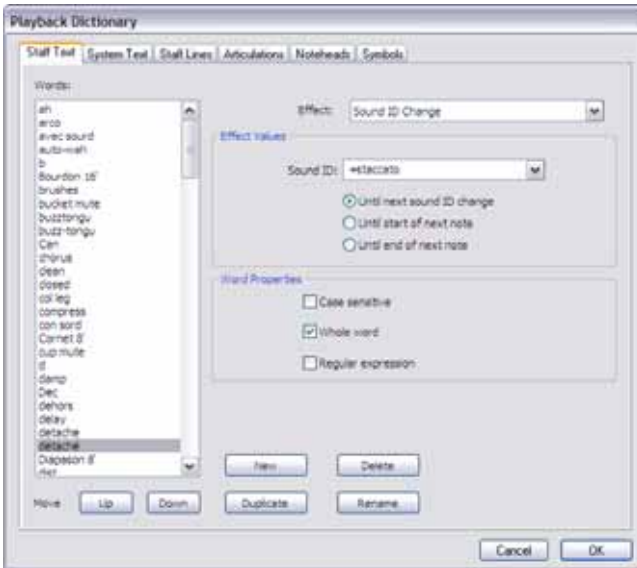 Playback Dictionary
Staff Text System Text Staff Lines Articulations Noteheads Symbols
Words:
ah
arco
avec sourd
auto-wah
b
Bourdon 16'
brushes
bucket mute
buzztongu
buzz-tongu
Cen
chorus
clean
closed
col leg
compress
con sord
Cornet 8'
cup mute
d
damp
Dec
dehors
delay
detache
detache
Diapason 8'
dist
Effect: Sound ID Change
Effect Values
Sound ID: +staccato
Until next sound ID change
Until start of next note
Until end of next note
Word Properties
Case sensitive
Whole word
Regular expression
New Delete
Move Up Down Duplicate Rename
Cancel OK